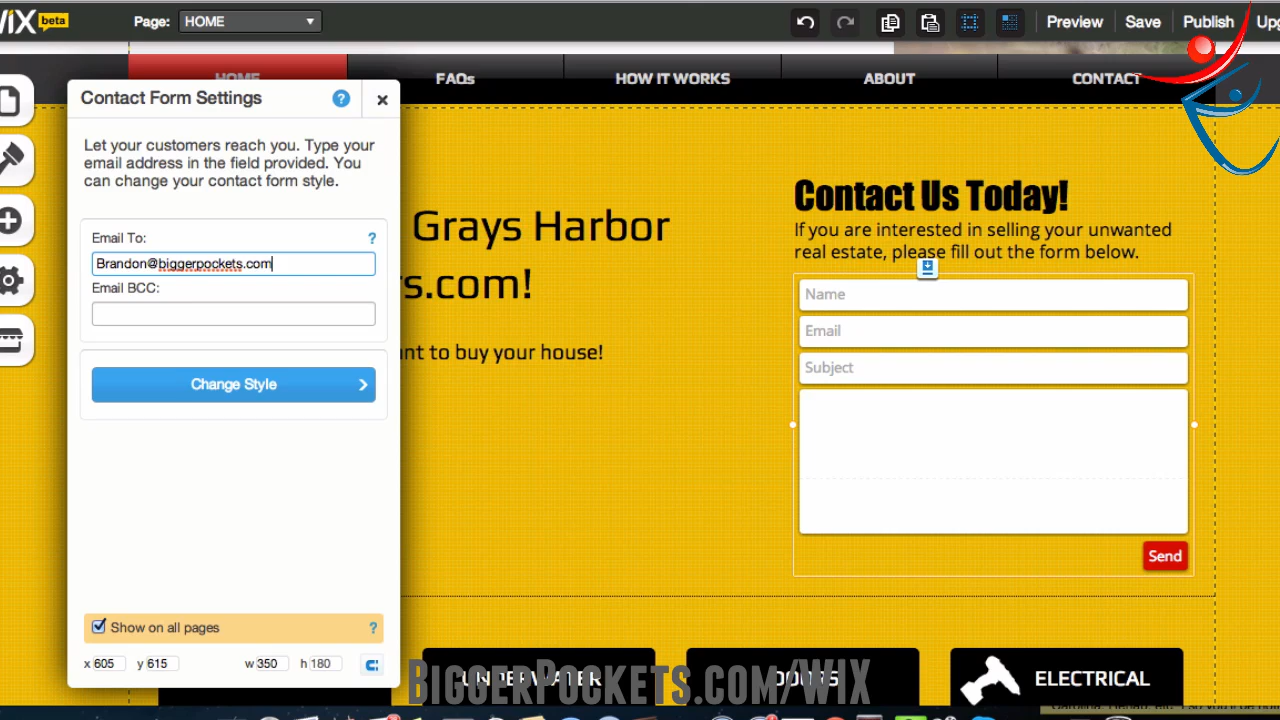 WIX beta
Page: HOME
Preview
Save
Publish
Upg
HOME
FAQs
HOW IT WORKS
ABOUT
CONTACT
Contact Form Settings
?
Let your customers reach you. Type your
email address in the field provided. You
can change your contact form style.
Email To:
?
Brandon@biggerpockets.com
Email BCC:
Change Style
Show on all pages
?
x 605 y 615 w 350 h 180
Grays Harbor
s.com!
nt to buy your house!
Contact Us Today!
If you are interested in selling your unwanted
real estate, please fill out the form below.
Name
Email
Subject
Send
UNDERWATER
ELECTRICAL
BIGGERPOCKETS.COM/WIX